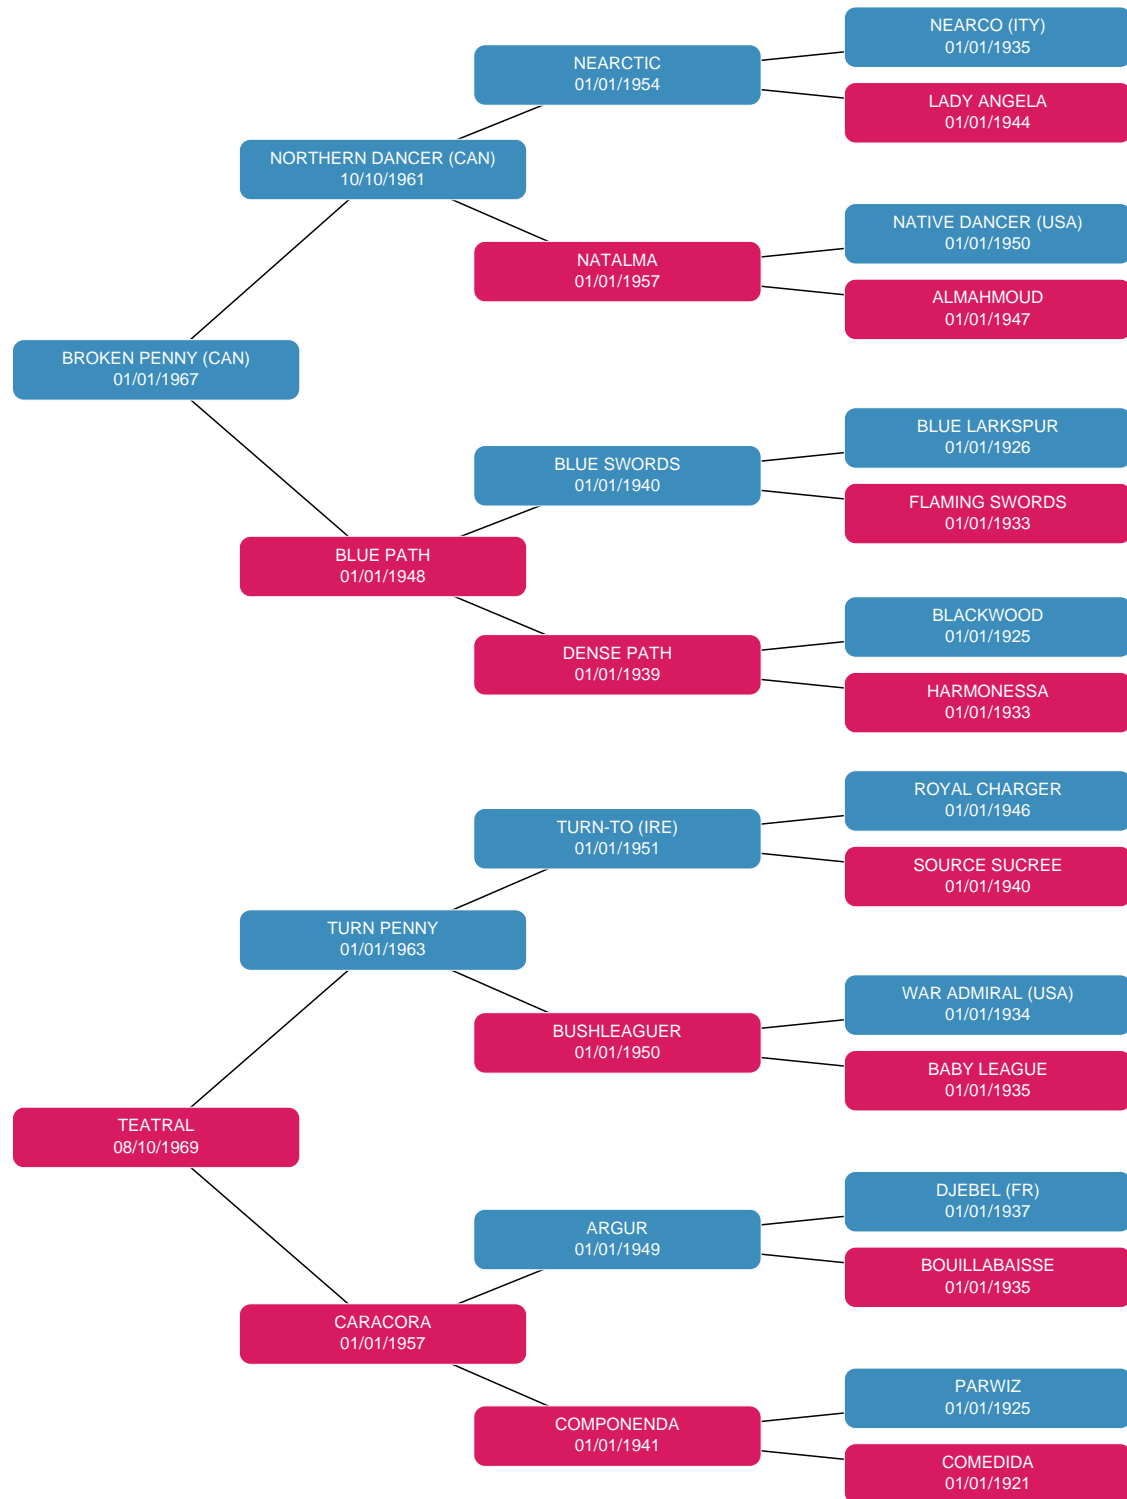 NEARCO (ITY)
01/01/1935
NEARCTIC
01/01/1954
LADY ANGELA
01/01/1944
NORTHERN DANCER (CAN)
10/10/1961
NATIVE DANCER (USA)
01/01/1950
NATALMA
01/01/1957
ALMAHMOUD
01/01/1947
BROKEN PENNY (CAN)
01/01/1967
BLUE LARKSPUR
01/01/1926
BLUE SWORDS
01/01/1940
FLAMING SWORDS
01/01/1933
BLUE PATH
01/01/1948
BLACKWOOD
01/01/1925
DENSE PATH
01/01/1939
HARMONESSA
01/01/1933
ROYAL CHARGER
01/01/1946
TURN-TO (IRE)
01/01/1951
SOURCE SUCREE
01/01/1940
TURN PENNY
01/01/1963
WAR ADMIRAL (USA)
01/01/1934
BUSHLEAGUER
01/01/1950
BABY LEAGUE
01/01/1935
TEATRAL
08/10/1969
DJEBEL (FR)
01/01/1937
ARGUR
01/01/1949
BOUILLABAISSE
01/01/1935
CARACORA
01/01/1957
PARWIZ
01/01/1925
COMPONENDA
01/01/1941
COMEDIDA
01/01/1921